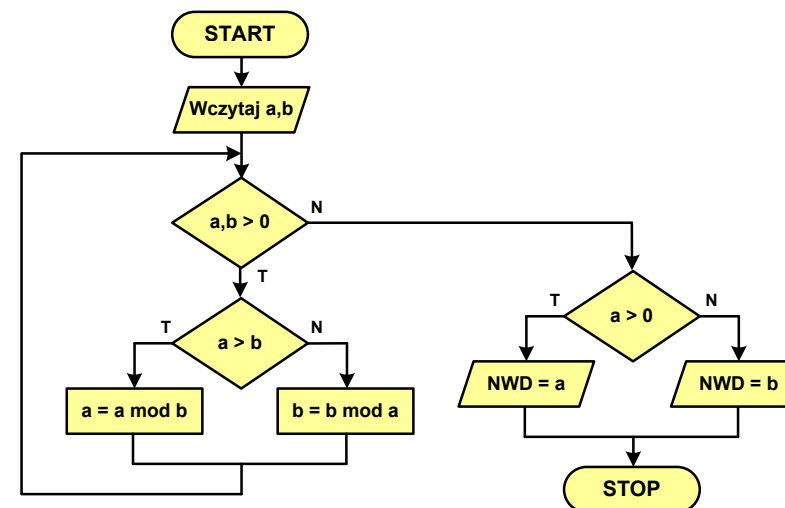 START
Wczytaj a,b
a,b > 0
N
T
a > b
T
N
a = a mod b
b = b mod a
a > 0
T
N
NWD = a
NWD = b
STOP